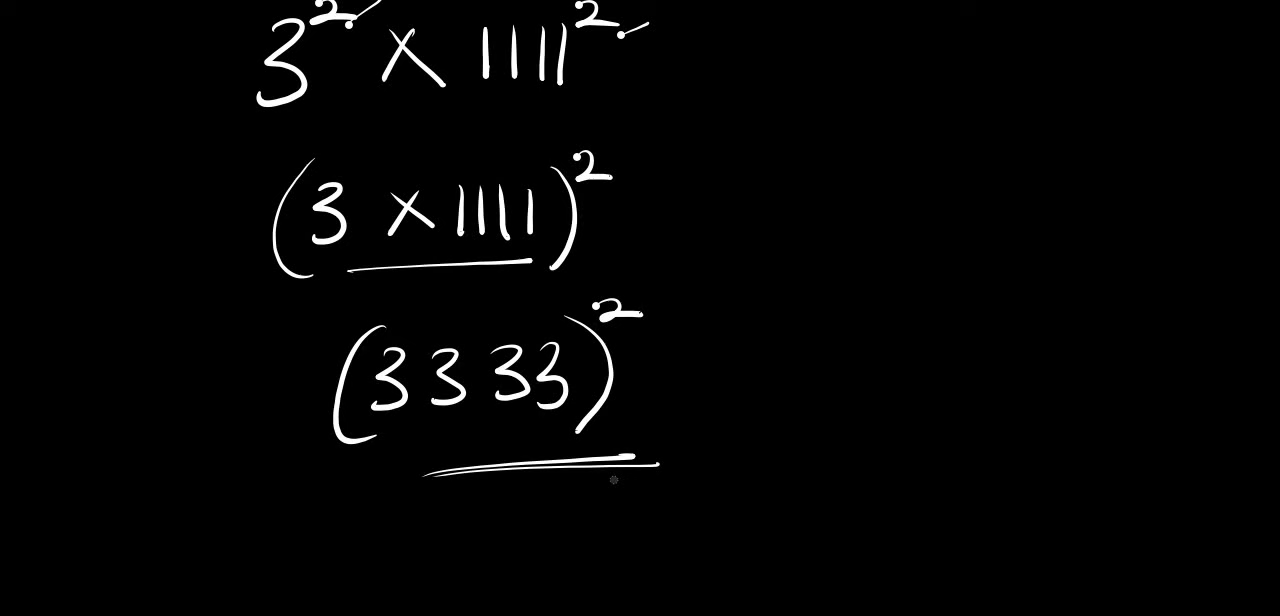 3² × 1111²
(3 × 1111)²
(3333)²